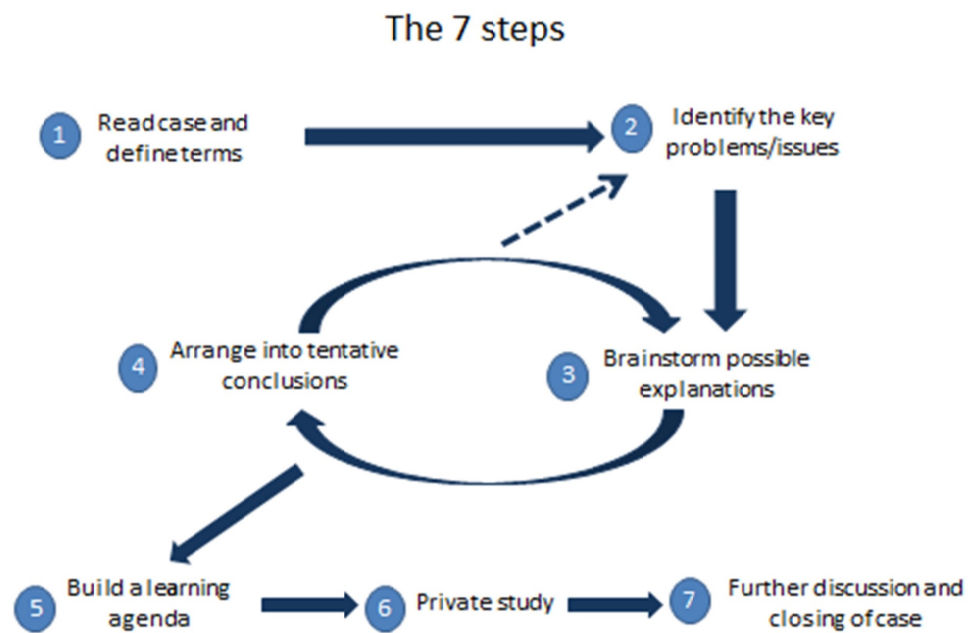 The 7 steps
1
Read case and
define terms
2
Identify the key
problems/issues
4
Arrange into tentative
conclusions
3
Brainstorm possible
explanations
5
Build a learning
agenda
6
Private study
7
Further discussion and
closing of case